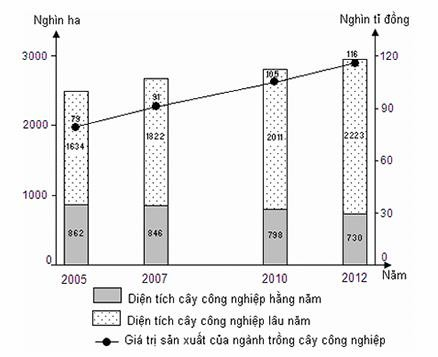 Nghìn ha Nghìn tỉ đồng
3000 120
2000 90
1000 60
0 30
0
79 91 105 116
1634 1822 2011 2223
862 846 798 730
2005 2007 2010 2012 Năm
Diện tích cây công nghiệp hằng năm
Diện tích cây công nghiệp lâu năm
Giá trị sản xuất của ngành trồng cây công nghiệp